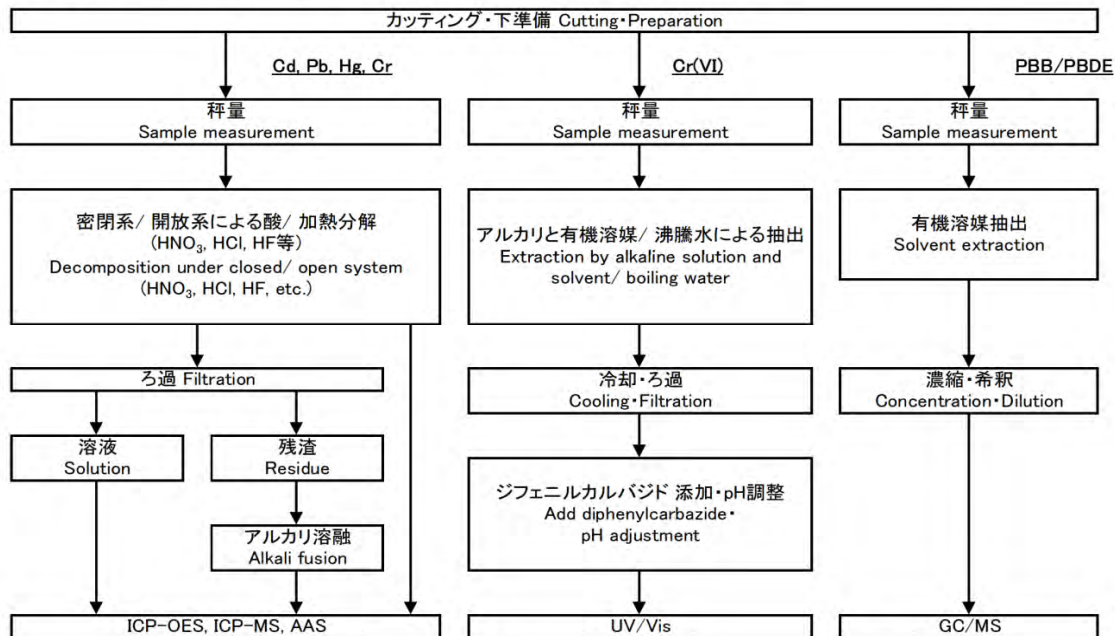 カッティング・下準備 Cutting・Preparation
Cd, Pb, Hg, Cr
秤量
Sample measurement
密閉系/ 開放系による酸/ 加熱分解
(HNO₃, HCl, HF等)
Decomposition under closed/ open system
(HNO₃, HCl, HF, etc.)
ろ過 Filtration
溶液
Solution
残渣
Residue
アルカリ溶融
Alkali fusion
ICP-OES, ICP-MS, AAS
Cr(VI)
秤量
Sample measurement
アルカリと有機溶媒/ 沸騰水による抽出
Extraction by alkaline solution and
solvent/ boiling water
冷却・ろ過
Cooling・Filtration
ジフェニルカルバジド 添加・pH調整
Add diphenylcarbazide・
pH adjustment
UV/Vis
PBB/PBDE
秤量
Sample measurement
有機溶媒抽出
Solvent extraction
濃縮・希釈
Concentration・Dilution
GC/MS